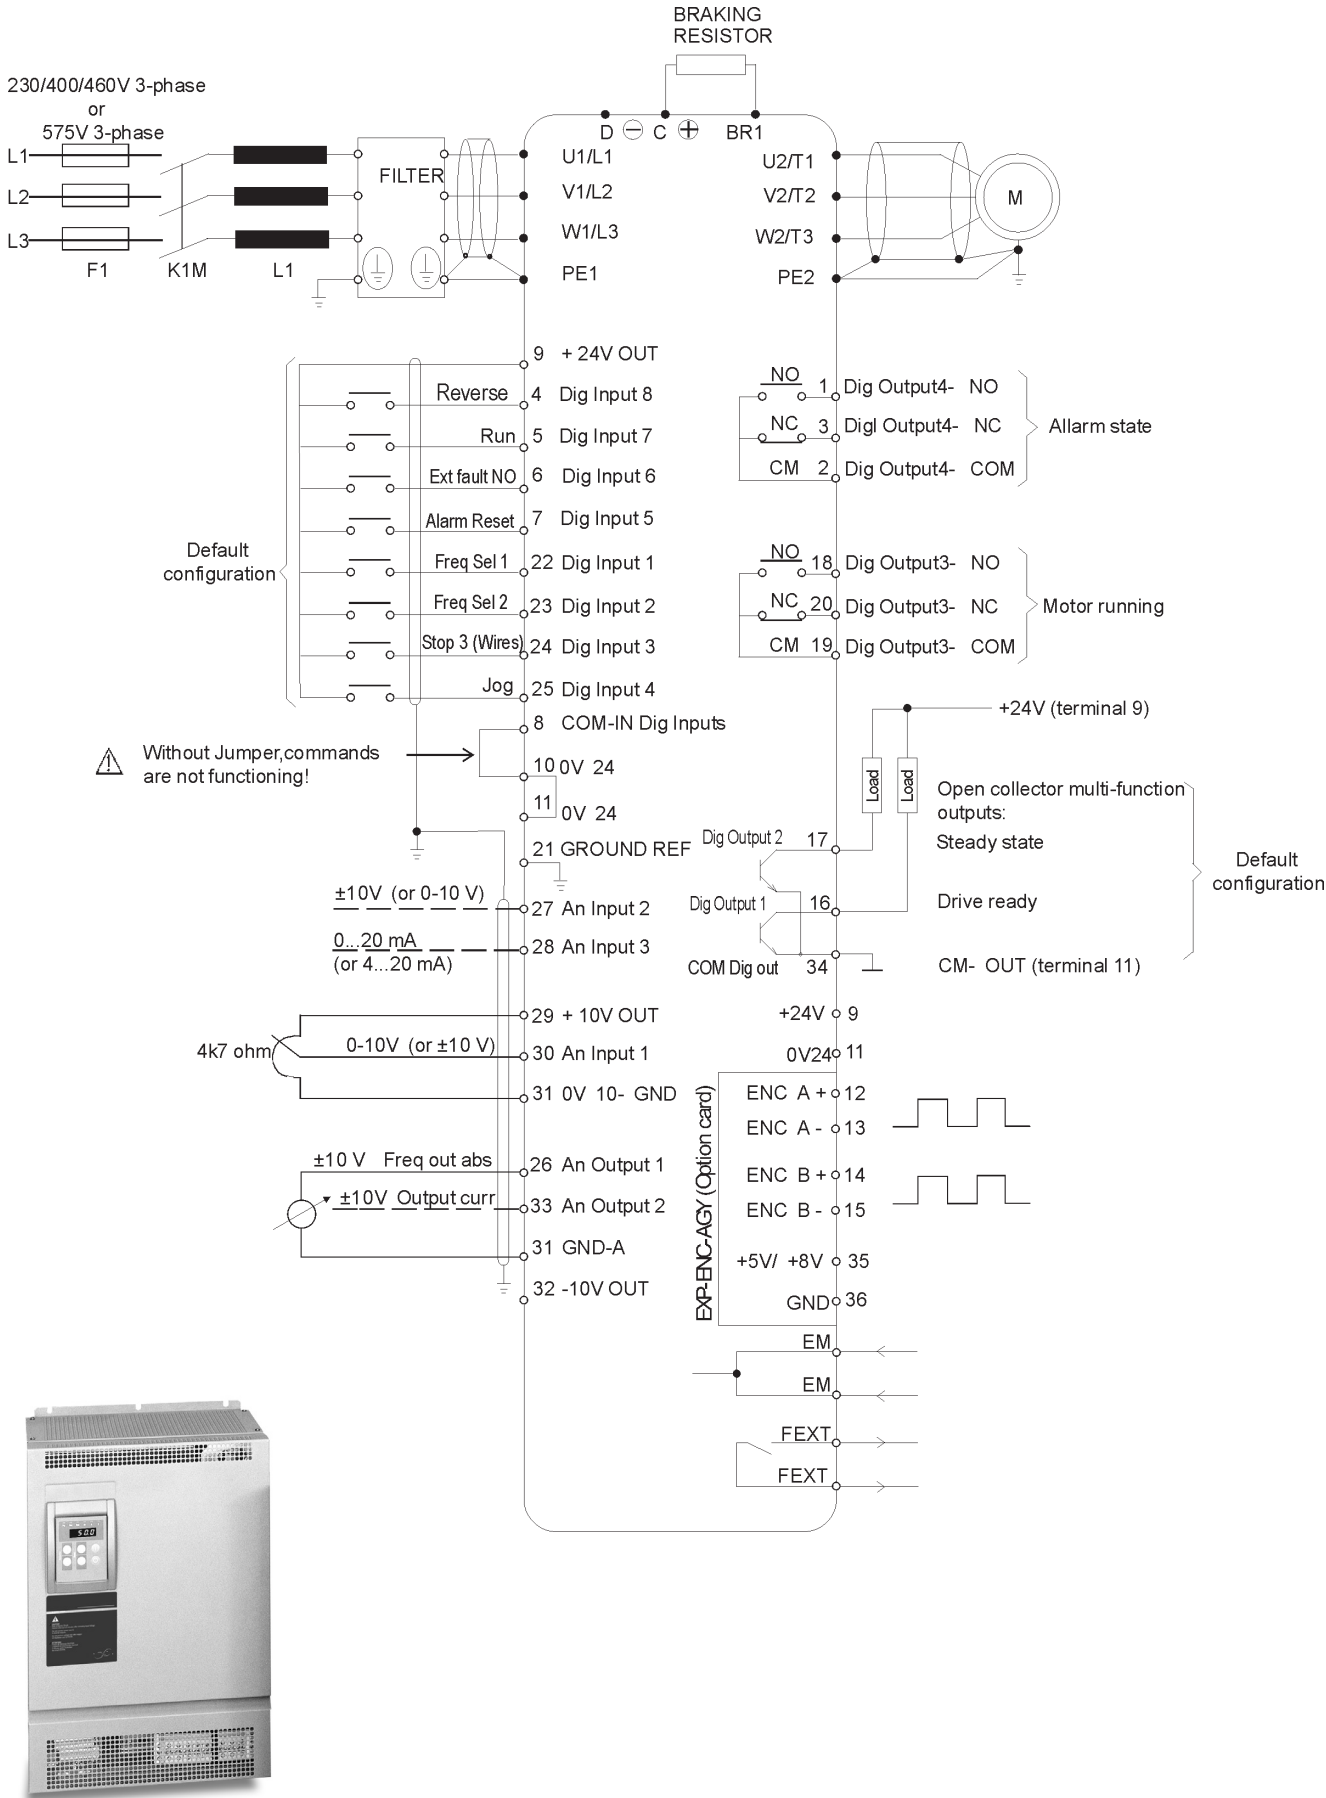 BRAKING
RESISTOR
230/400/460V 3-phase
or
575V 3-phase
D C BR1
L1
L2
L3
F1 K1M L1
FILTER
U1/L1
V1/L2
W1/L3
PE1
U2/T1
V2/T2
W2/T3
PE2
M
9 + 24V OUT
Reverse 4 Dig Input 8
Run 5 Dig Input 7
Ext fault NO 6 Dig Input 6
Alarm Reset 7 Dig Input 5
Freq Sel 1 22 Dig Input 1
Freq Sel 2 23 Dig Input 2
Stop 3 (Wires) 24 Dig Input 3
Jog 25 Dig Input 4
Default
configuration
8 COM-IN Dig Inputs
Without Jumper,commands
are not functioning!
10 0V 24
11 0V 24
21 GROUND REF
±10V (or 0-10 V)
27 An Input 2
0...20 mA
(or 4...20 mA)
28 An Input 3
29 + 10V OUT
4k7 ohm
0-10V (or ±10 V) 30 An Input 1
31 0V 10- GND
±10 V Freq out abs 26 An Output 1
±10V Output curr 33 An Output 2
31 GND-A
32 -10V OUT
NO 1 Dig Output4- NO
NC 3 DigI Output4- NC
CM 2 Dig Output4- COM
Allarm state
NO 18 Dig Output3- NO
NC 20 Dig Output3- NC
CM 19 Dig Output3- COM
Motor running
+24V (terminal 9)
Load
Load
Open collector multi-function
outputs:
Dig Output 2 17 Steady state
Dig Output 1 16 Drive ready
COM Dig out 34 CM- OUT (terminal 11)
Default
configuration
+24V 9
0V24 11
EXP-ENC-AGY (Option card)
ENC A + 12
ENC A - 13
ENC B + 14
ENC B - 15
+5V/ +8V 35
GND 36
EM
EM
FEXT
FEXT
50.0